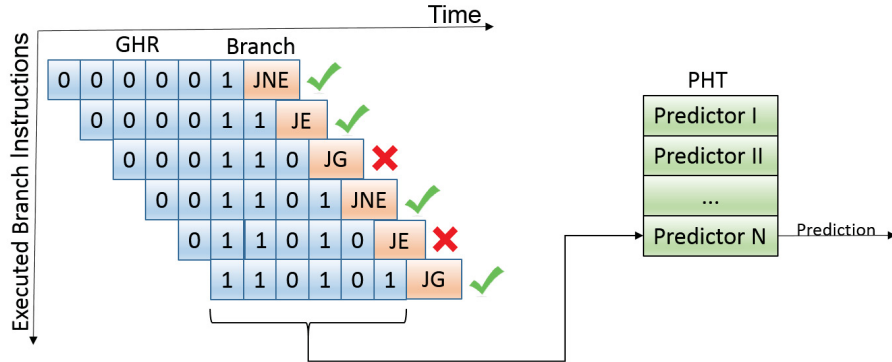 Time
Executed Branch Instructions
GHR Branch
0 0 0 0 0 1 JNE
0 0 0 0 1 1 JE
0 0 0 1 1 0 JG
0 0 1 1 0 1 JNE
0 1 1 0 1 0 JE
1 1 0 1 0 1 JG
PHT
Predictor I
Predictor II
...
Predictor N
Prediction